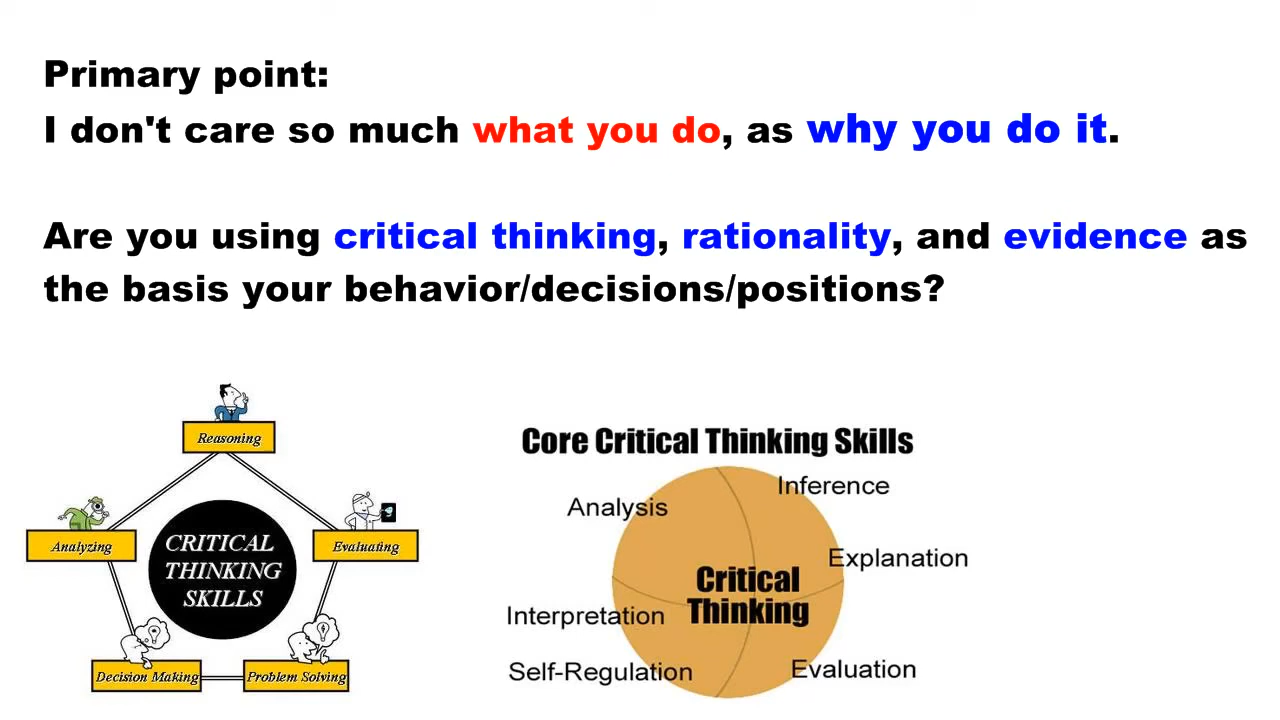 Primary point:
I don't care so much what you do, as why you do it.
Are you using critical thinking, rationality, and evidence as
the basis your behavior/decisions/positions?
Reasoning
Analyzing
Evaluating
CRITICAL
THINKING
SKILLS
Decision Making
Problem Solving
Core Critical Thinking Skills
Inference
Analysis
Explanation
Critical
Thinking
Interpretation
Self-Regulation
Evaluation